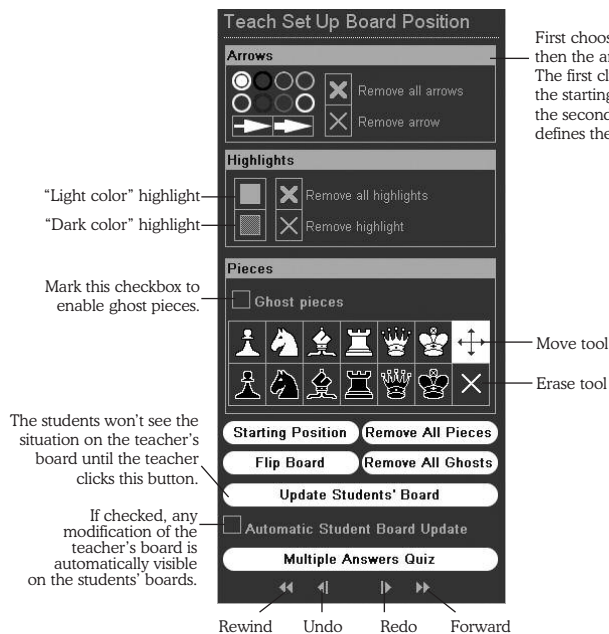 Teach Set Up Board Position
Arrows
Remove all arrows
Remove arrow
First choos
then the ar
The first cl
the starting
the second
defines the
Highlights
"Light color" highlight
Remove all highlights
"Dark color" highlight
Remove highlight
Pieces
Mark this checkbox to
enable ghost pieces.
Ghost pieces
Move tool
Erase tool
Starting Position
Remove All Pieces
Flip Board
Remove All Ghosts
The students won't see the
situation on the teacher's
board until the teacher
clicks this button.
Update Students' Board
If checked, any
modification of the
teacher's board is
automatically visible
on the students' boards.
Automatic Student Board Update
Multiple Answers Quiz
Rewind
Undo
Redo
Forward